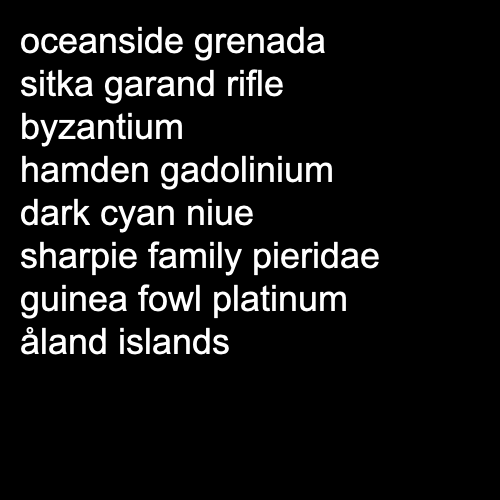 oceanside grenada
sitka garand rifle
byzantium
hamden gadolinium
dark cyan niue
sharpie family pieridae
guinea fowl platinum
åland islands